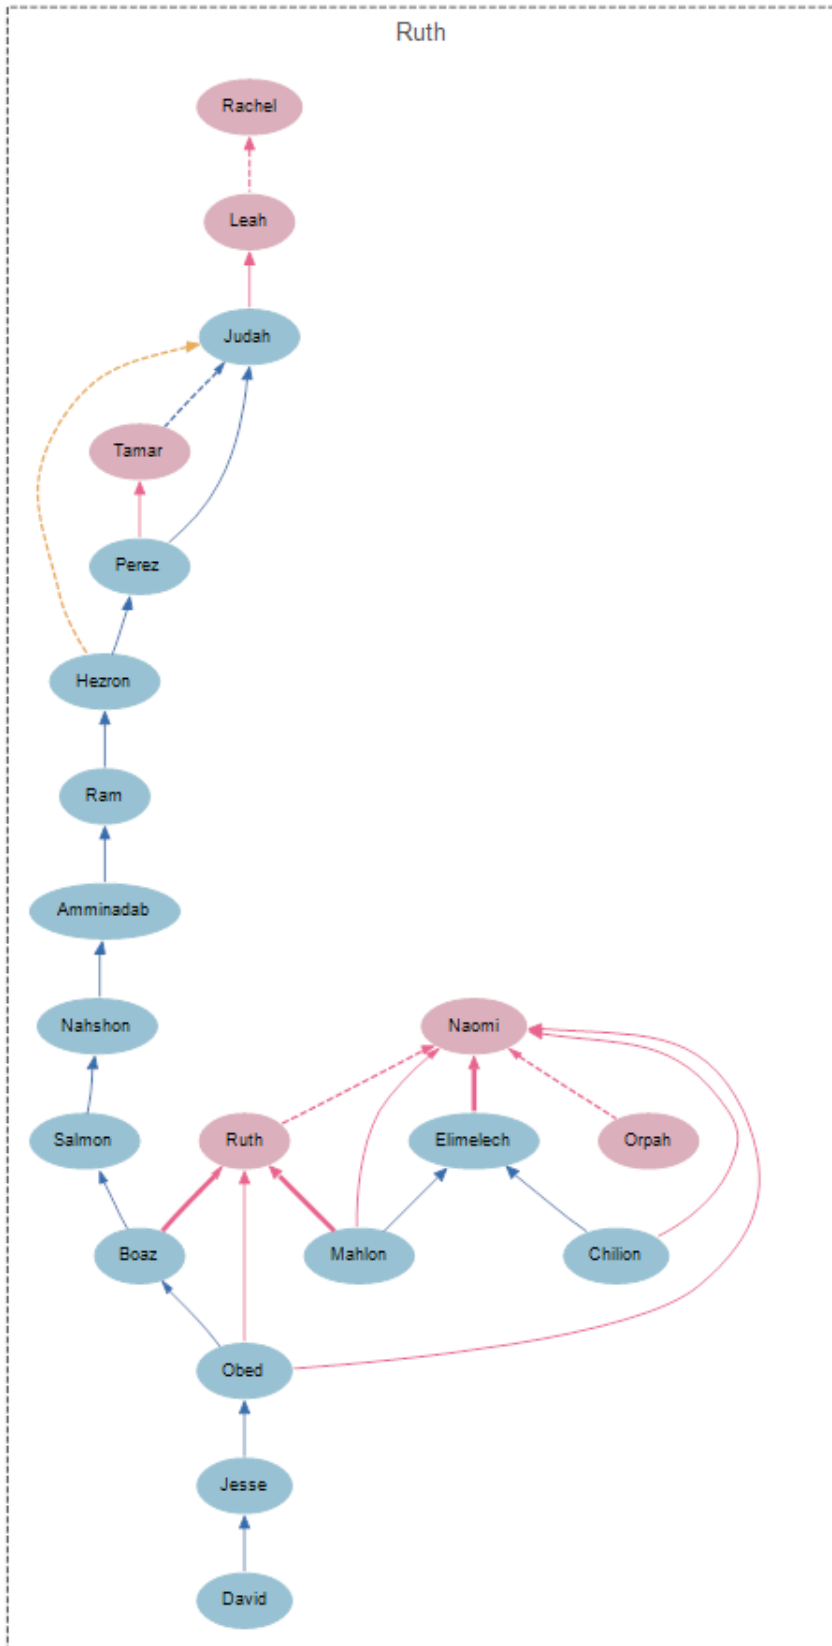 Ruth
Rachel
Leah
Judah
Tamar
Perez
Hezron
Ram
Amminadab
Nahshon
Naomi
Salmon
Ruth
Elimelech
Orpah
Boaz
Mahlon
Chilion
Obed
Jesse
David